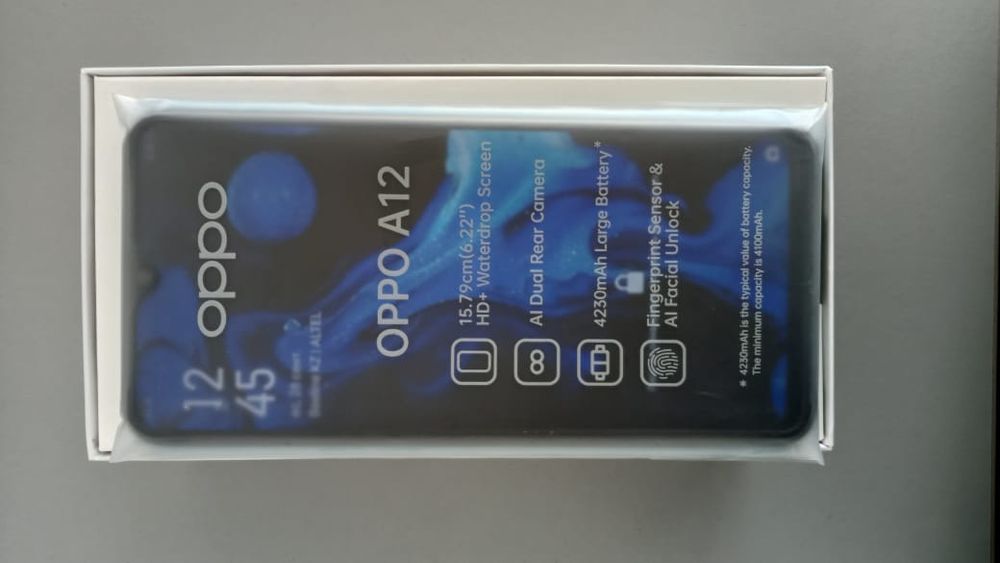 oppo
12
45
OPPO A12
15.79cm(6.22")
HD+ Waterdrop Screen
AI Dual Rear Camera
4230mAh Large Battery*
Fingerprint Sensor &
AI Facial Unlock
* 4230mAh is the typical value of battery capacity.
The minimum capacity is 4100mAh.